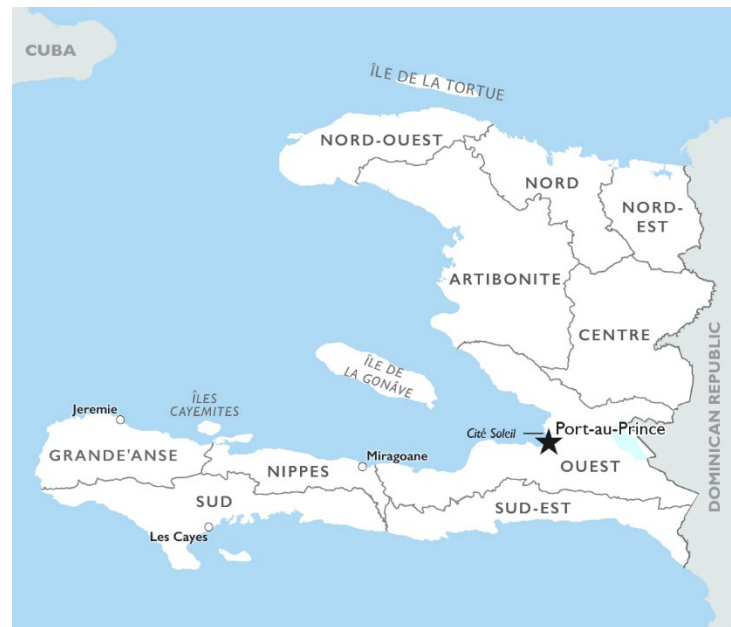 CUBA
ÎLE DE LA TORTUE
NORD-OUEST
NORD
NORD-
EST
ARTIBONITE
CENTRE
DOMINICAN REPUBLIC
ÎLE DE
LA GONÂVE
ÎLES
CAYEMITES
Jeremie
Cité Soleil
Port-au-Prince
GRANDE'ANSE
NIPPES
Miragoane
OUEST
SUD
SUD-EST
Les Cayes